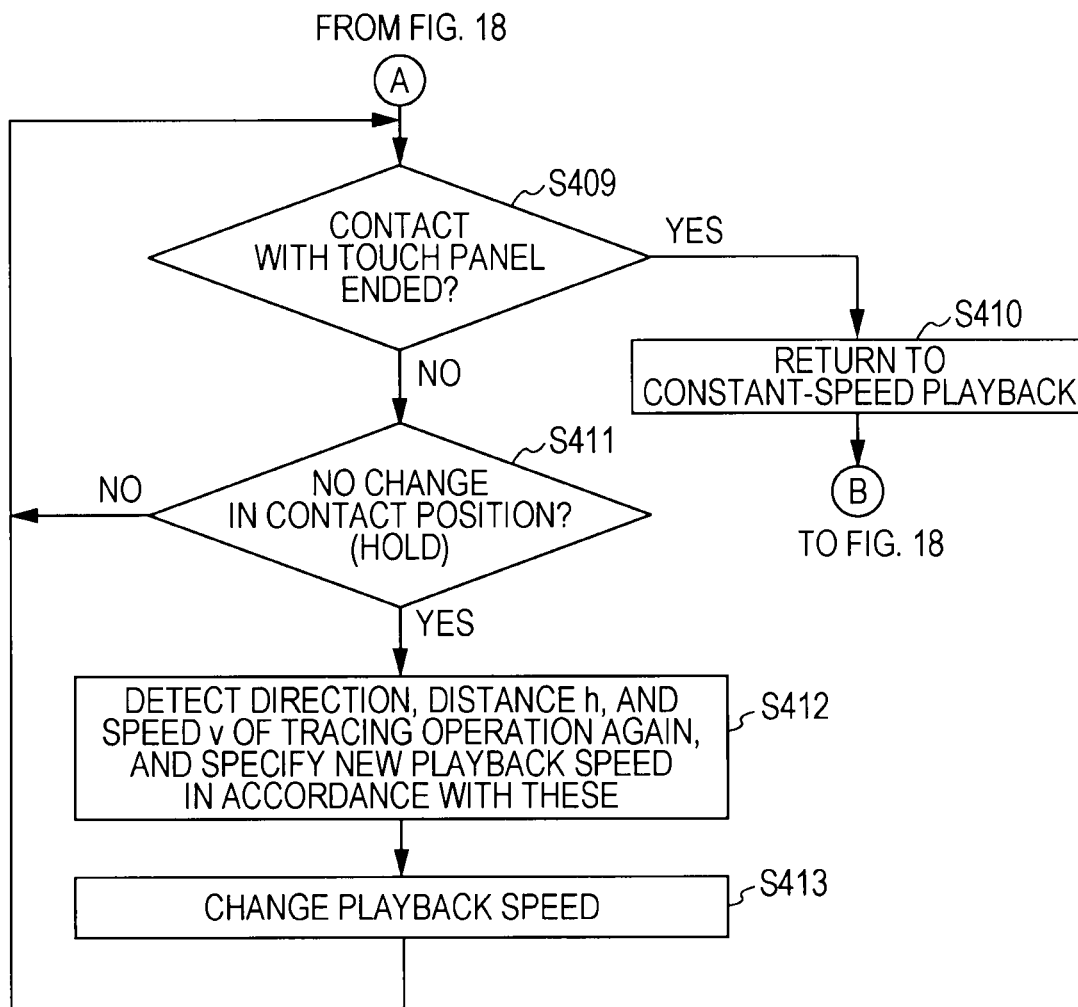 FROM FIG. 18
A
S409
CONTACT
WITH TOUCH PANEL
ENDED?
YES
NO
S410
RETURN TO
CONSTANT-SPEED PLAYBACK
B
TO FIG. 18
S411
NO CHANGE
IN CONTACT POSITION?
(HOLD)
NO
YES
S412
DETECT DIRECTION, DISTANCE h, AND
SPEED v OF TRACING OPERATION AGAIN,
AND SPECIFY NEW PLAYBACK SPEED
IN ACCORDANCE WITH THESE
S413
CHANGE PLAYBACK SPEED